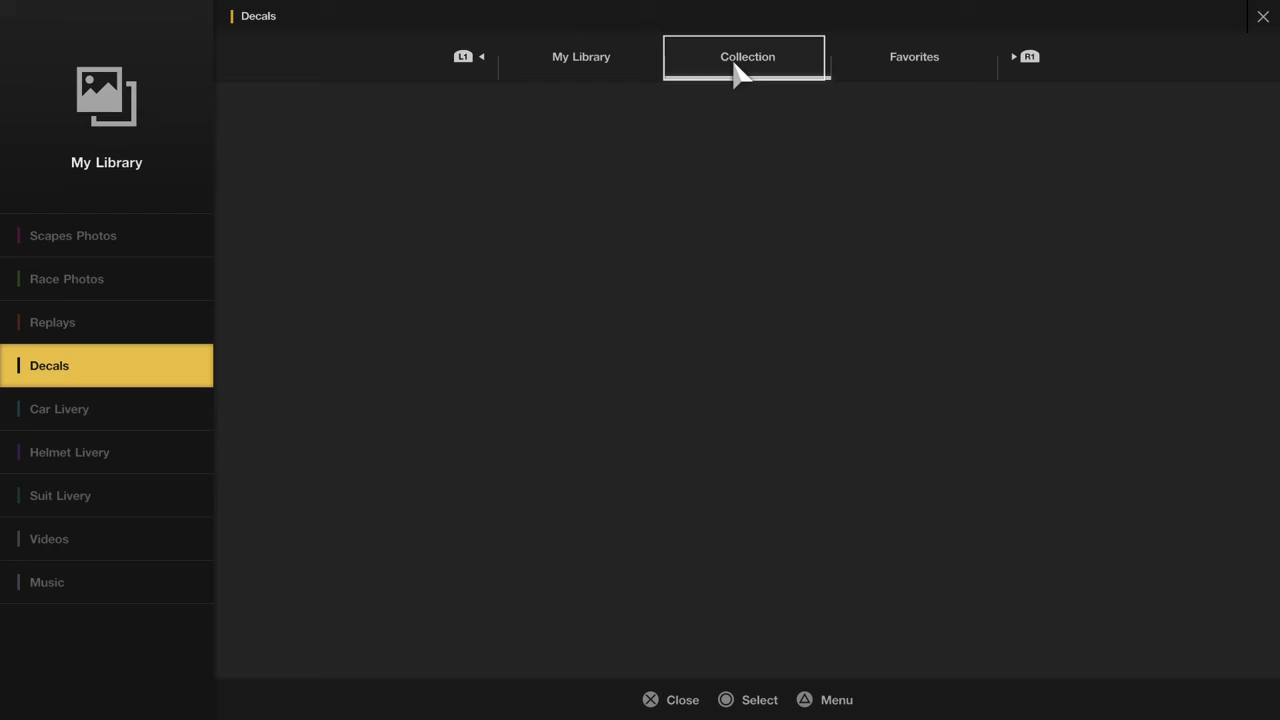 Decals
L1
My Library
Collection
Favorites
R1
My Library
Scapes Photos
Race Photos
Replays
Decals
Car Livery
Helmet Livery
Suit Livery
Videos
Music
Close
Select
Menu